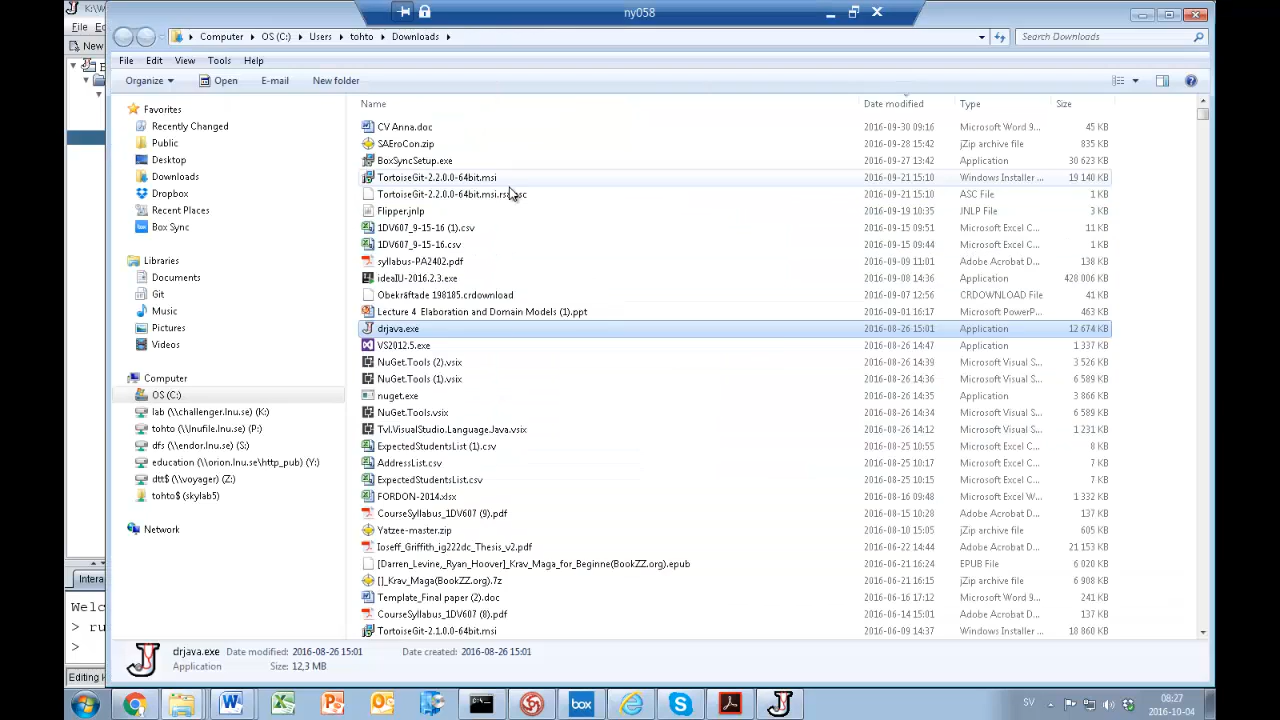 K:\W
ny058
Computer OS (C:) Users tohto Downloads
Search Downloads
File
New
File Edit View Tools Help
Organize Open E-mail New folder
Name Date modified Type Size
Favorites
Recently Changed
Public
Desktop
Downloads
Dropbox
Recent Places
Box Sync
Libraries
Documents
Git
Music
Pictures
Videos
Computer
OS (C:)
lab (\\challenger.lnu.se) (K:)
tohto (\\lnufile.lnu.se) (P:)
dfs (\\endor.lnu.se) (S:)
education (\\orion.lnu.se\http_pub) (Y:)
dtt$ (\\voyager) (Z:)
tohto$ (skylab5)
Network
CV Anna.doc 2016-09-30 09:16 Microsoft Word 9... 45 KB
SAEroCon.zip 2016-09-28 15:42 jZip archive file 835 KB
BoxSyncSetup.exe 2016-09-27 13:42 Application 30 623 KB
TortoiseGit-2.2.0.0-64bit.msi 2016-09-21 15:10 Windows Installer ... 19 140 KB
TortoiseGit-2.2.0.0-64bit.msi.rs 2016-09-21 15:10 ASC File 1 KB
Flipper.jnlp 2016-09-19 10:35 JNLP File 3 KB
1DV607_9-15-16 (1).csv 2016-09-15 09:51 Microsoft Excel C... 11 KB
1DV607_9-15-16.csv 2016-09-15 09:44 Microsoft Excel C... 1 KB
syllabus-PA2402.pdf 2016-09-09 11:01 Adobe Acrobat D... 138 KB
ideaIU-2016.2.3.exe 2016-09-08 14:36 Application 428 006 KB
Obekräftade 198185.crdownload 2016-09-07 12:56 CRDOWNLOAD File 41 KB
Lecture 4 Elaboration and Domain Models (1).ppt 2016-09-01 16:17 Microsoft PowerP... 463 KB
drjava.exe 2016-08-26 15:01 Application 12 674 KB
VS2012.5.exe 2016-08-26 14:47 Application 1 337 KB
NuGet.Tools (2).vsix 2016-08-26 14:39 Microsoft Visual S... 3 526 KB
NuGet.Tools (1).vsix 2016-08-26 14:36 Microsoft Visual S... 6 589 KB
nuget.exe 2016-08-26 14:35 Application 3 866 KB
NuGet.Tools.vsix 2016-08-26 14:34 Microsoft Visual S... 6 589 KB
Tvl.VisualStudio.Language.Java.vsix 2016-08-26 14:12 Microsoft Visual S... 1 231 KB
ExpectedStudentsList (1).csv 2016-08-25 10:55 Microsoft Excel C... 8 KB
AddressList.csv 2016-08-25 10:17 Microsoft Excel C... 3 KB
ExpectedStudentsList.csv 2016-08-25 10:15 Microsoft Excel C... 7 KB
FORDON-2014.xlsx 2016-08-16 09:48 Microsoft Excel W... 1 332 KB
CourseSyllabus_1DV607 (9).pdf 2016-08-15 10:28 Adobe Acrobat D... 137 KB
Yatzee-master.zip 2016-08-10 15:05 jZip archive file 605 KB
Ioseff_Griffith_ig222dc_Thesis_v2.pdf 2016-06-22 14:44 Adobe Acrobat D... 21 153 KB
[Darren_Levine,_Ryan_Hoover]_Krav_Maga_for_Beginne(BookZZ.org).epub 2016-06-21 16:24 EPUB File 6 020 KB
[]_Krav_Maga(BookZZ.org).7z 2016-06-21 16:15 jZip archive file 6 908 KB
Template_Final paper (2).doc 2016-06-16 17:12 Microsoft Word 9... 241 KB
CourseSyllabus_1DV607 (8).pdf 2016-06-14 15:01 Adobe Acrobat D... 137 KB
TortoiseGit-2.1.0.0-64bit.msi 2016-06-09 14:37 Windows Installer ... 18 860 KB
Intera
Welc
> ru
>
Editing
drjava.exe Date modified: 2016-08-26 15:01 Date created: 2016-08-26 15:01
Application Size: 12,3 MB
box
SV
08:27
2016-10-04